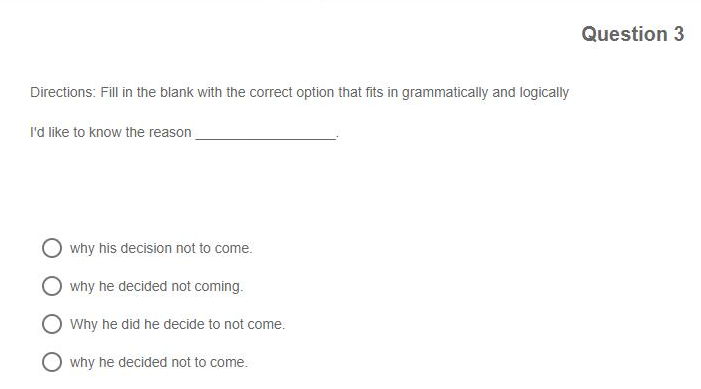 Question 3
Directions: Fill in the blank with the correct option that fits in grammatically and logically
I'd like to know the reason ____________________.
why his decision not to come.
why he decided not coming.
Why he did he decide to not come.
why he decided not to come.